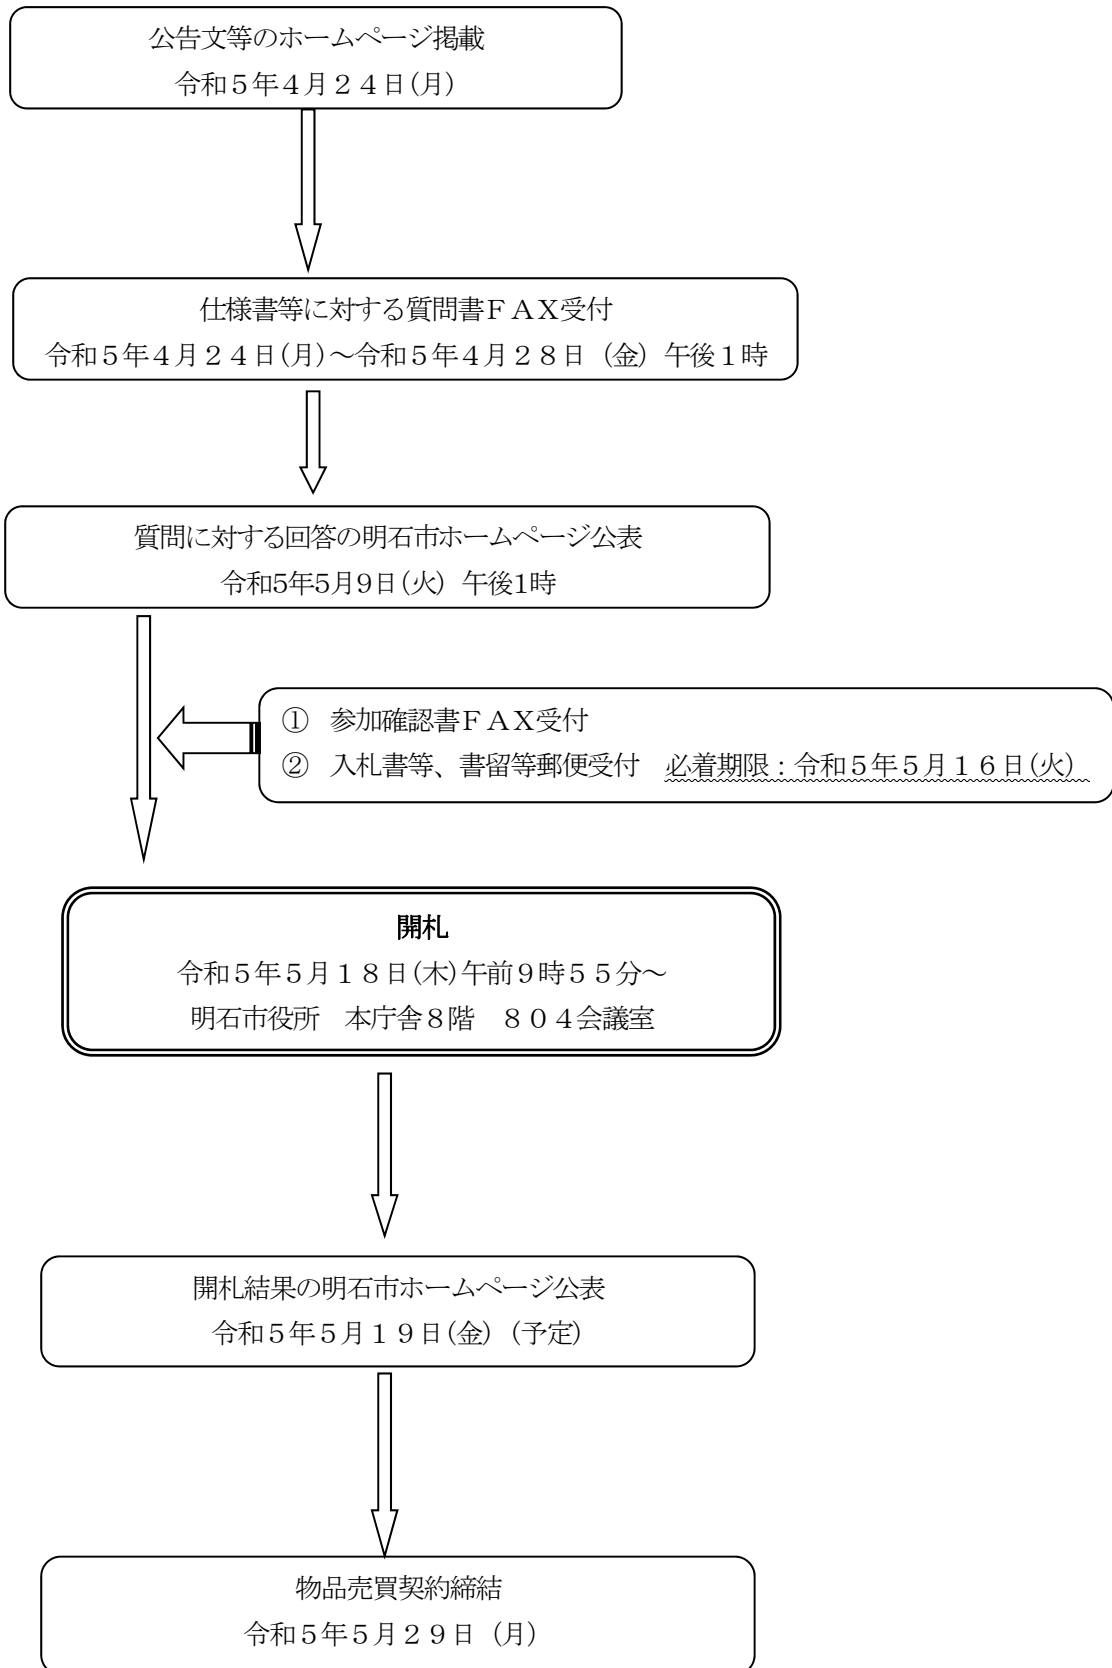 公告文等のホームページ掲載
令和５年４月２４日(月)
仕様書等に対する質問書ＦＡＸ受付
令和５年４月２４日(月)～令和５年４月２８日（金）午後１時
質問に対する回答の明石市ホームページ公表
令和5年5月9日(火）午後1時
①　参加確認書ＦＡＸ受付
②　入札書等、書留等郵便受付　必着期限：令和５年５月１６日(火)
開札
令和５年５月１８日(木)午前９時５５分～
明石市役所　本庁舎８階　８０４会議室
開札結果の明石市ホームページ公表
令和５年５月１９日(金)（予定）
物品売買契約締結
令和５年５月２９日（月）